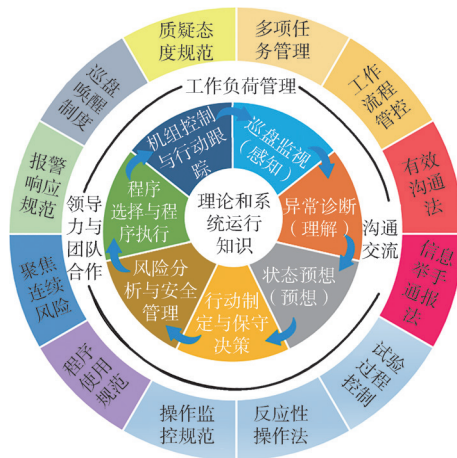 质疑态
度规范
多项任
务管理
工作
流程
管控
有效
沟通
法
信息
举手
通报
法
试验
过程
控制
反应性
操作法
操作监
控规范
程序
使用
规范
聚焦
连续
风险
报警
响应
规范
巡盘
唤醒
制度
工作负荷管理
沟通
交流
领导
力与
团队
合作
机组控制
与行动跟
踪
巡盘监视
(感知)
异常诊断
(理解)
状态预想
(预想)
行动制
定与保守
决策
风险分
析与安全
管理
程序
选择与程
序执行
理论和系
统运行
知识